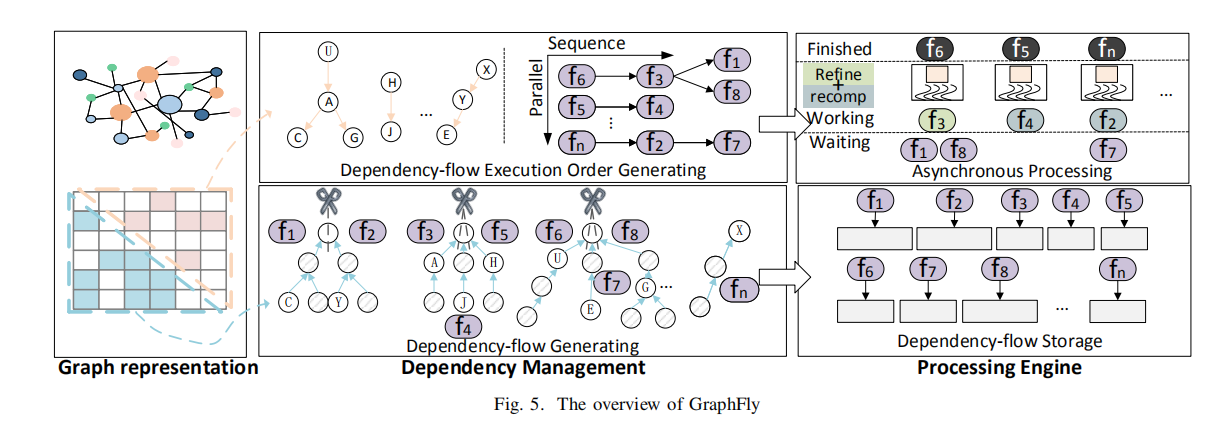 Sequence
Parallel
U
A
C
G
H
J
...
X
Y
E
f6
f3
f1
f8
f5
f4
⋮
fn
f2
f7
Dependency-flow Execution Order Generating
Finished
f6
f5
fn
Refine
+
recomp
...
Working
f3
f4
f2
Waiting
f1
f8
f7
Asynchronous Processing
f1
f2
f3
f5
f6
f8
X
A
H
U
f7
G
...
fn
C
Y
J
E
f4
Dependency-flow Generating
f1
f2
f3
f4
f5
f6
f7
f8
fn
...
Dependency-flow Storage
Graph representation
Dependency Management
Processing Engine
Fig. 5. The overview of GraphFly